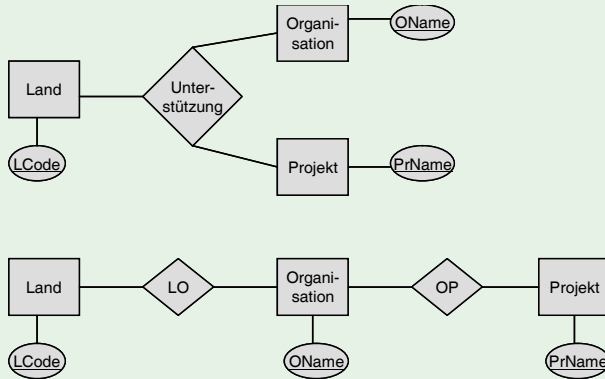 Organi-
sation
OName
Land
Unter-
stützung
LCode
Projekt
PrName
Land
LO
Organi-
sation
OP
Projekt
LCode
OName
PrName